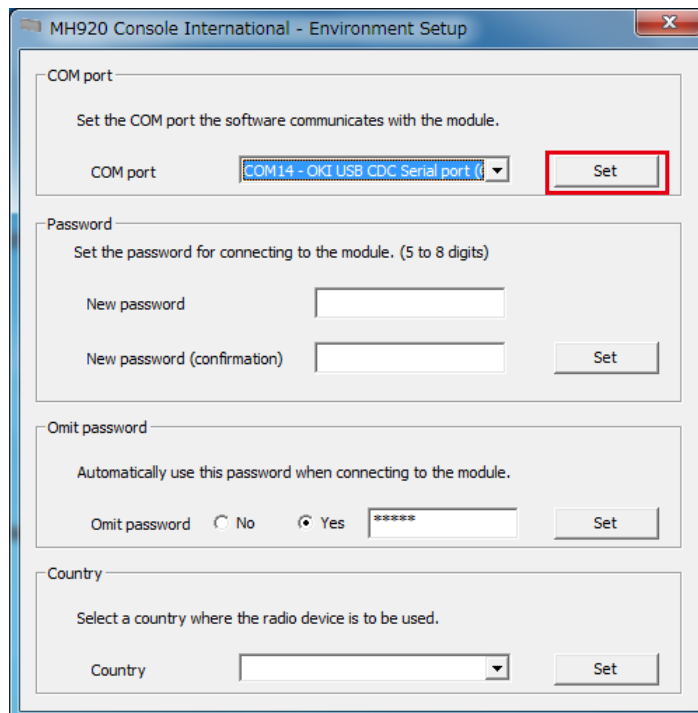 MH920 Console International - Environment Setup
COM port
Set the COM port the software communicates with the module.
COM port COM14 - OKI USB CDC Serial port (C Set
Password
Set the password for connecting to the module. (5 to 8 digits)
New password
New password (confirmation) Set
Omit password
Automatically use this password when connecting to the module.
Omit password No Yes ***** Set
Country
Select a country where the radio device is to be used.
Country Set